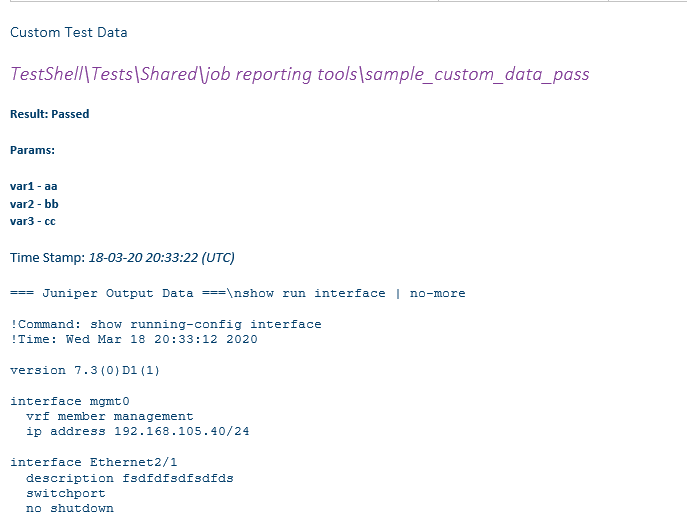 Custom Test Data
TestShell\Tests\Shared\job reporting tools\sample_custom_data_pass
Result: Passed
Params:
var1 - aa
var2 - bb
var3 - cc
Time Stamp: 18-03-20 20:33:22 (UTC)
=== Juniper Output Data ===\nshow run interface | no-more
!Command: show running-config interface
!Time: Wed Mar 18 20:33:12 2020
version 7.3(0)D1(1)
interface mgmt0
  vrf member management
  ip address 192.168.105.40/24
interface Ethernet2/1
  description fsdfdfsdfsdfds
  switchport
  no shutdown